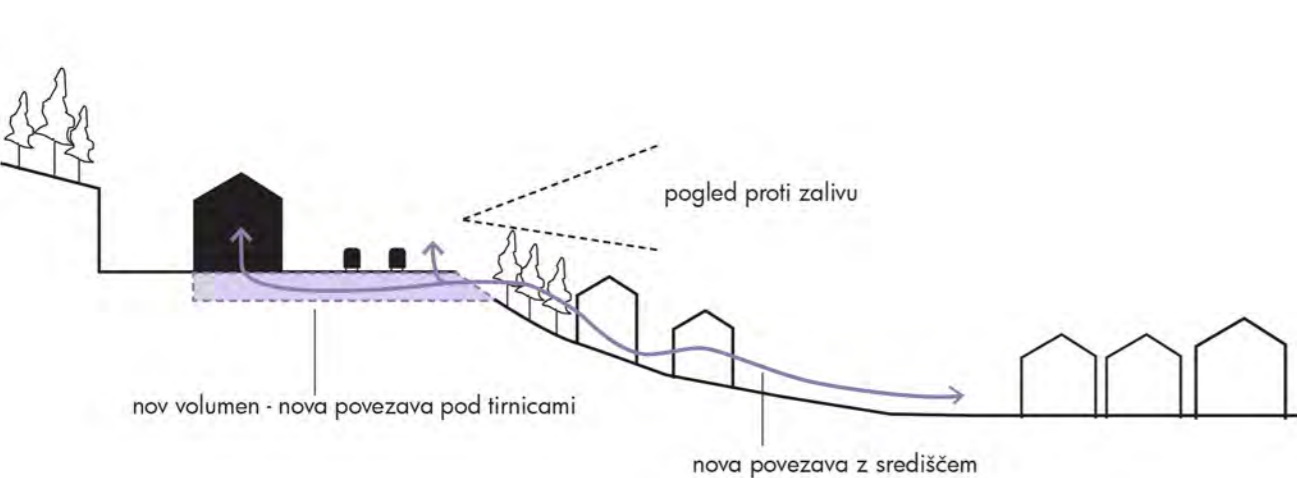 pogled proti zalivu
nov volumen - nova povezava pod tirnicami
nova povezava z središčem